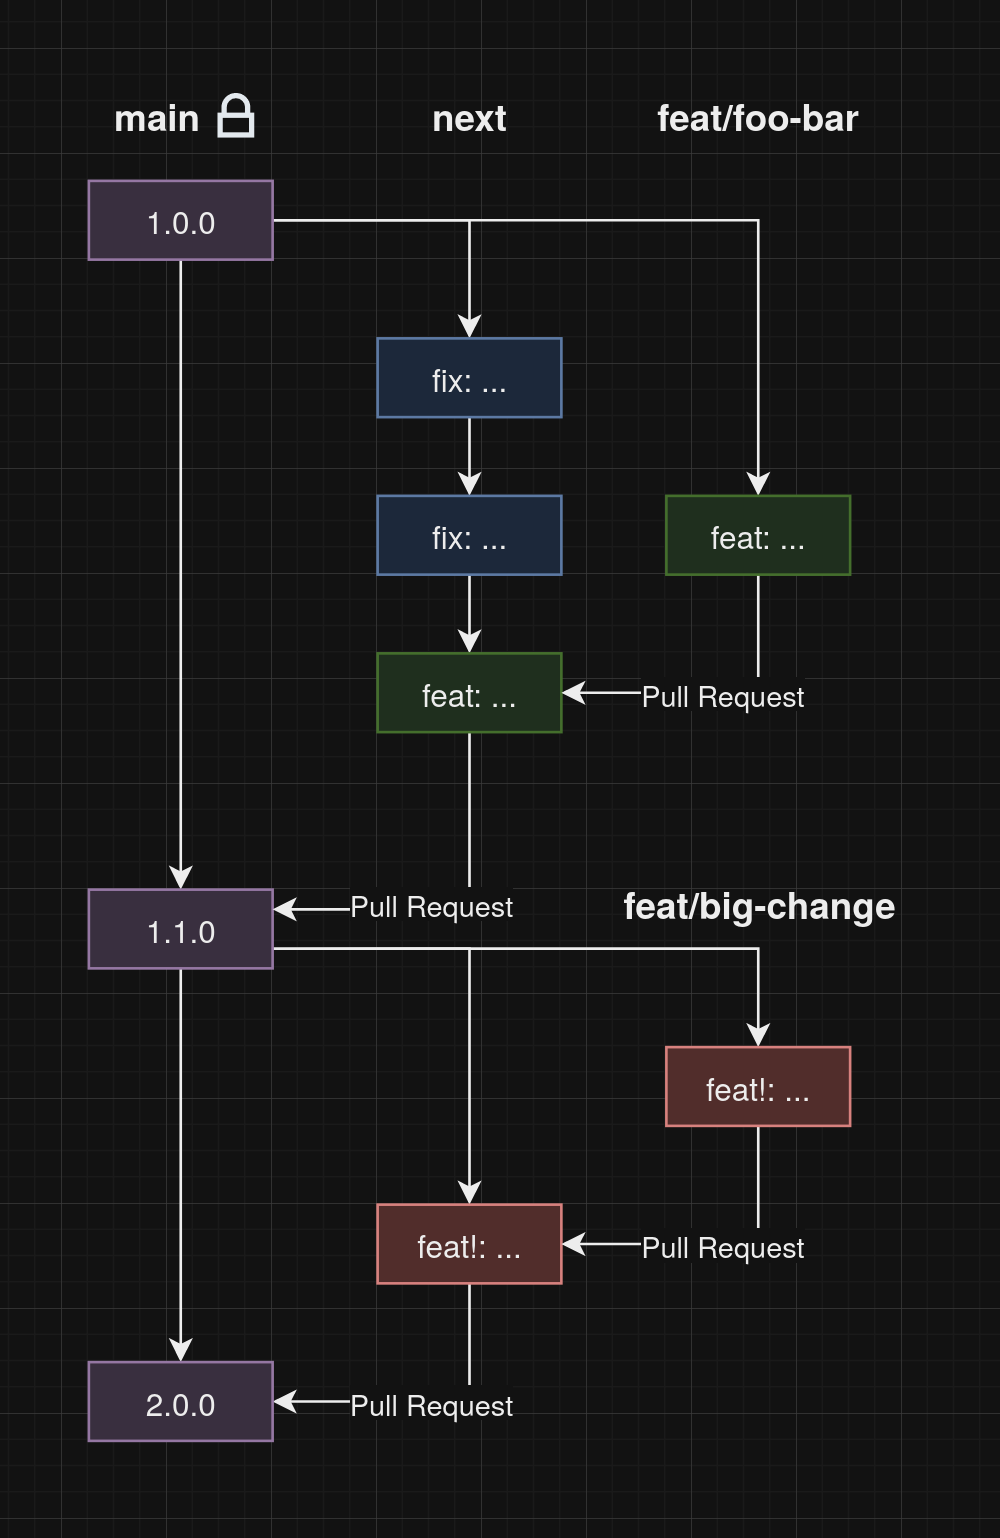 main
next
feat/foo-bar
1.0.0
fix: ...
fix: ...
feat: ...
feat: ...
Pull Request
Pull Request
feat/big-change
1.1.0
feat!: ...
feat!: ...
Pull Request
2.0.0
Pull Request